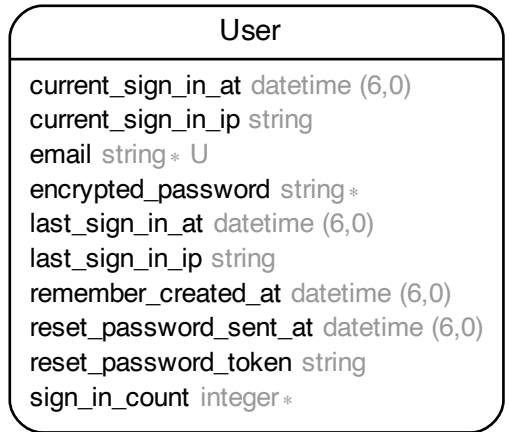 User
current_sign_in_at datetime (6,0)
current_sign_in_ip string
email string * U
encrypted_password string *
last_sign_in_at datetime (6,0)
last_sign_in_ip string
remember_created_at datetime (6,0)
reset_password_sent_at datetime (6,0)
reset_password_token string
sign_in_count integer *